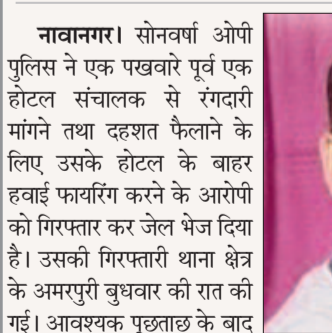 नावानगर। सोनवर्षा ओपी
पुलिस ने एक पखवारे पूर्व एक
होटल संचालक से रंगदारी
मांगने तथा दहशत फैलाने के
लिए उसके होटल के बाहर
हवाई फायरिंग करने के आरोपी
को गिरफ्तार कर जेल भेज दिया
है। उसकी गिरफ्तारी थाना क्षेत्र
के अमरपुरी बुधवार की रात की
गई। आवश्यक पूछताछ के बाद